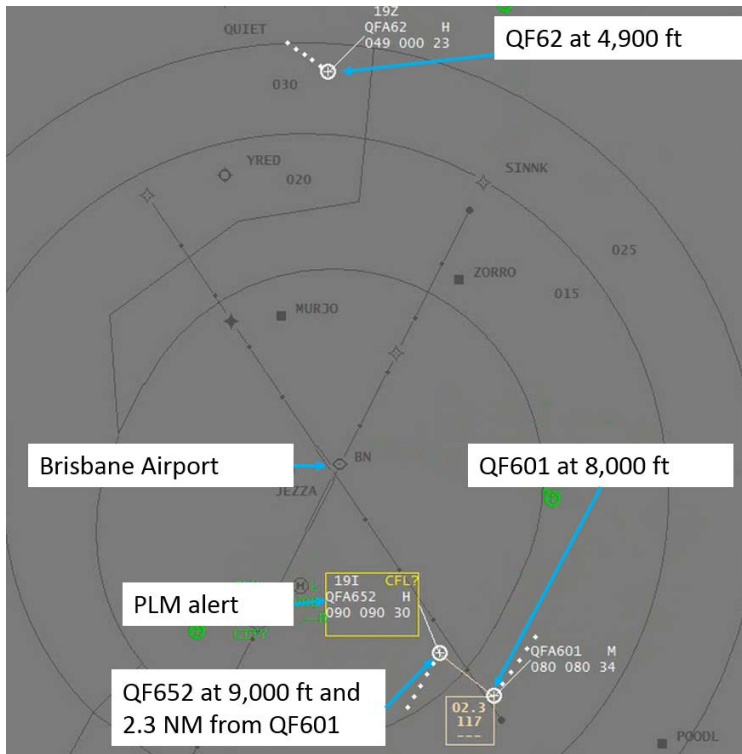 19Z
QFA62 H
049 000 23
QUIET
QF62 at 4,900 ft
030
YRED
020
SINNK
025
ZORRO
015
MURJO
Brisbane Airport
BN
QF601 at 8,000 ft
JEZZA
PLM alert
19I CFL?
QFA652 H
090 090 30
H
QFA601 M
080 080 34
QF652 at 9,000 ft and
2.3 NM from QF601
02.3
117
---
POODL